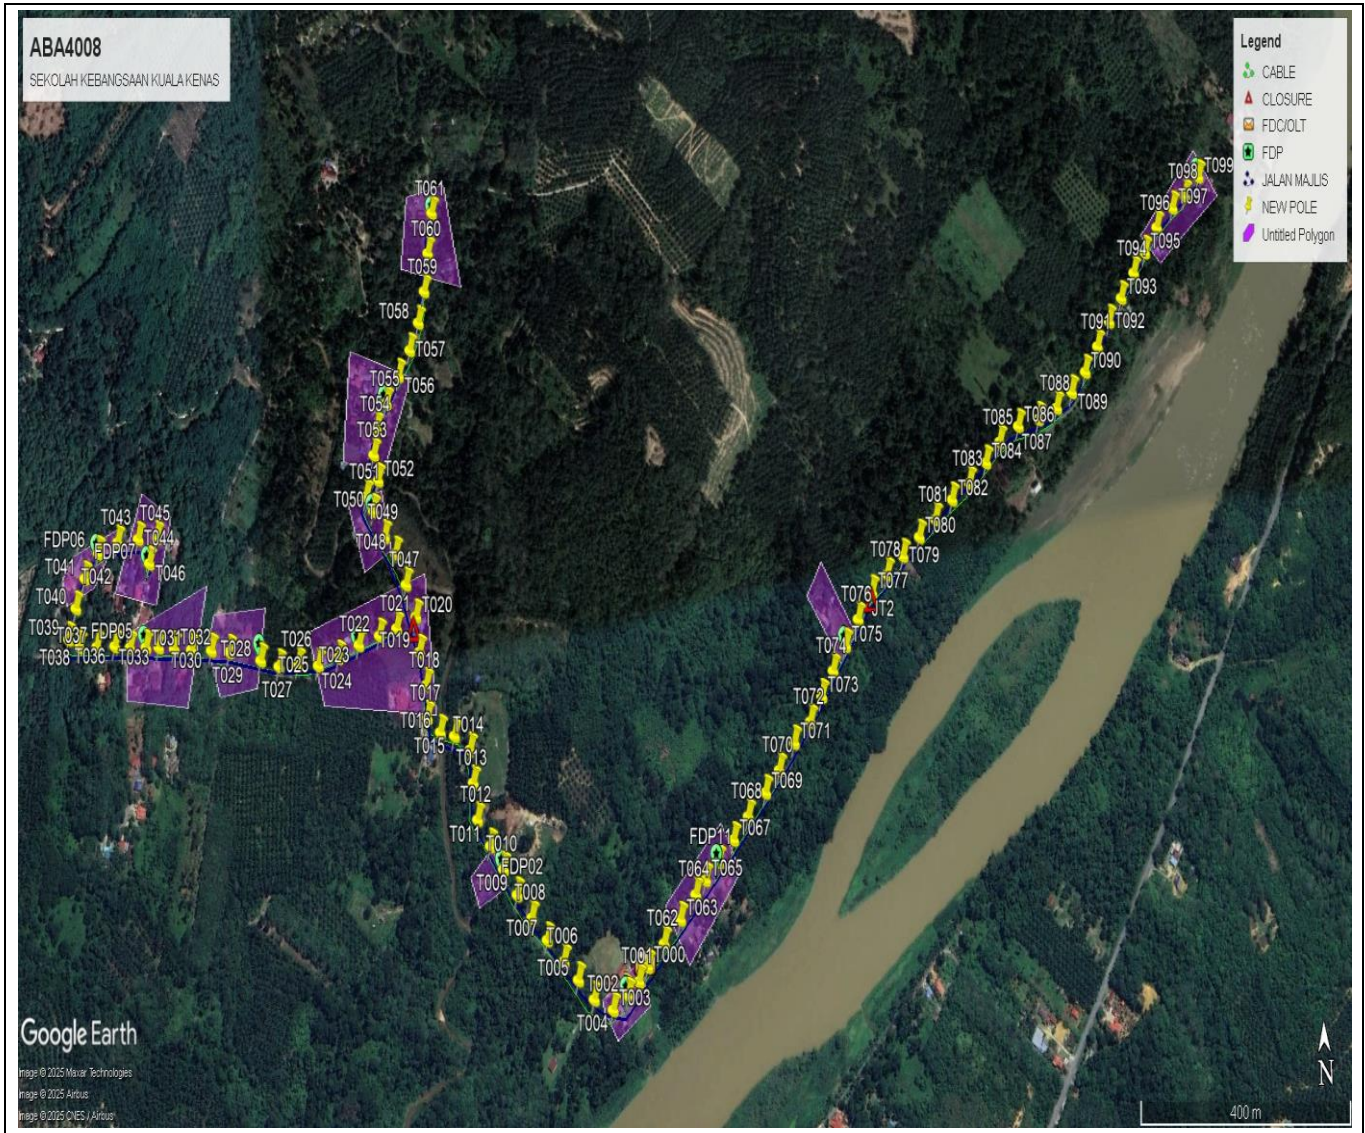 ABA4008
SEKOLAH KEBANGSAAN KUALA KENAS
Legend
CABLE
CLOSURE
FDC/OLT
FDP
JALAN MAJLIS
NEW POLE
Untitled Polygon
T099
T098
T097
T096
T095
T094
T093
T092
T091
T090
T088
T089
T086
T085
T087
T084
T083
T082
T081
T080
T079
T078
T077
T076
JT2
T075
T074
T073
T072
T071
T070
T069
T068
T067
FDP11
T065
T064
T063
T062
T000
T001
T002
T003
T004
T005
T006
T007
T008
T009
FDP02
T010
T011
T012
T013
T014
T015
T016
T017
T018
T019
T020
T021
T022
T023
T024
T025
T026
T027
T028
T029
T030
T031
T032
T033
FDP05
T036
T037
T038
T039
T040
T041
T042
FDP06
T043
FDP07
T044
T045
T046
T047
T048
T049
T050
T051
T052
T053
T054
T055
T056
T057
T058
T059
T060
T061
Google Earth
Image © 2025 Maxar Technologies
Image © 2025 Airbus
Image © 2025 CNES / Airbus
N
400 m